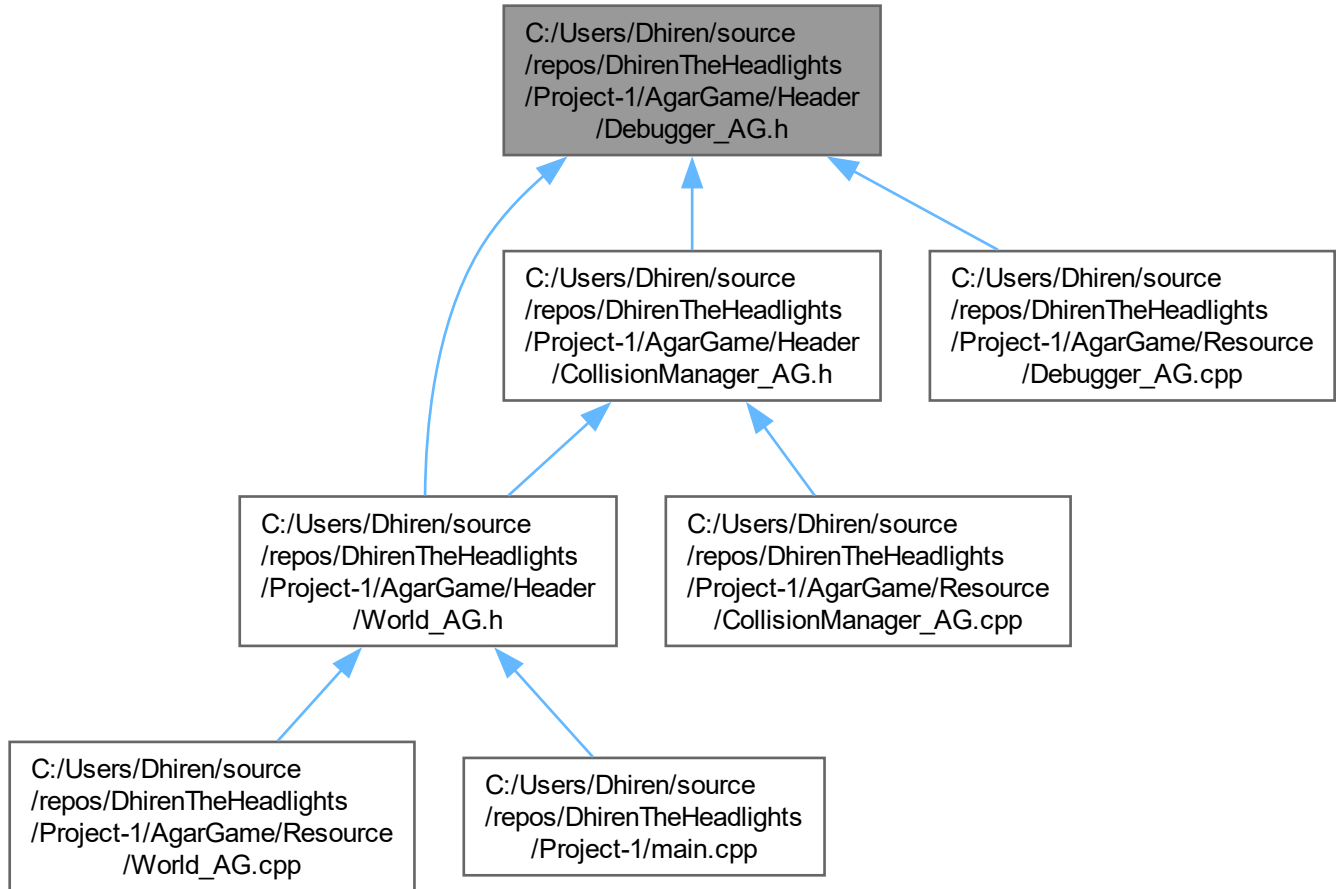 C:/Users/Dhiren/source
/repos/DhirenTheHeadlights
/Project-1/AgarGame/Header
/Debugger_AG.h
C:/Users/Dhiren/source
/repos/DhirenTheHeadlights
/Project-1/AgarGame/Header
/CollisionManager_AG.h
C:/Users/Dhiren/source
/repos/DhirenTheHeadlights
/Project-1/AgarGame/Resource
/Debugger_AG.cpp
C:/Users/Dhiren/source
/repos/DhirenTheHeadlights
/Project-1/AgarGame/Header
/World_AG.h
C:/Users/Dhiren/source
/repos/DhirenTheHeadlights
/Project-1/AgarGame/Resource
/CollisionManager_AG.cpp
C:/Users/Dhiren/source
/repos/DhirenTheHeadlights
/Project-1/AgarGame/Resource
/World_AG.cpp
C:/Users/Dhiren/source
/repos/DhirenTheHeadlights
/Project-1/main.cpp